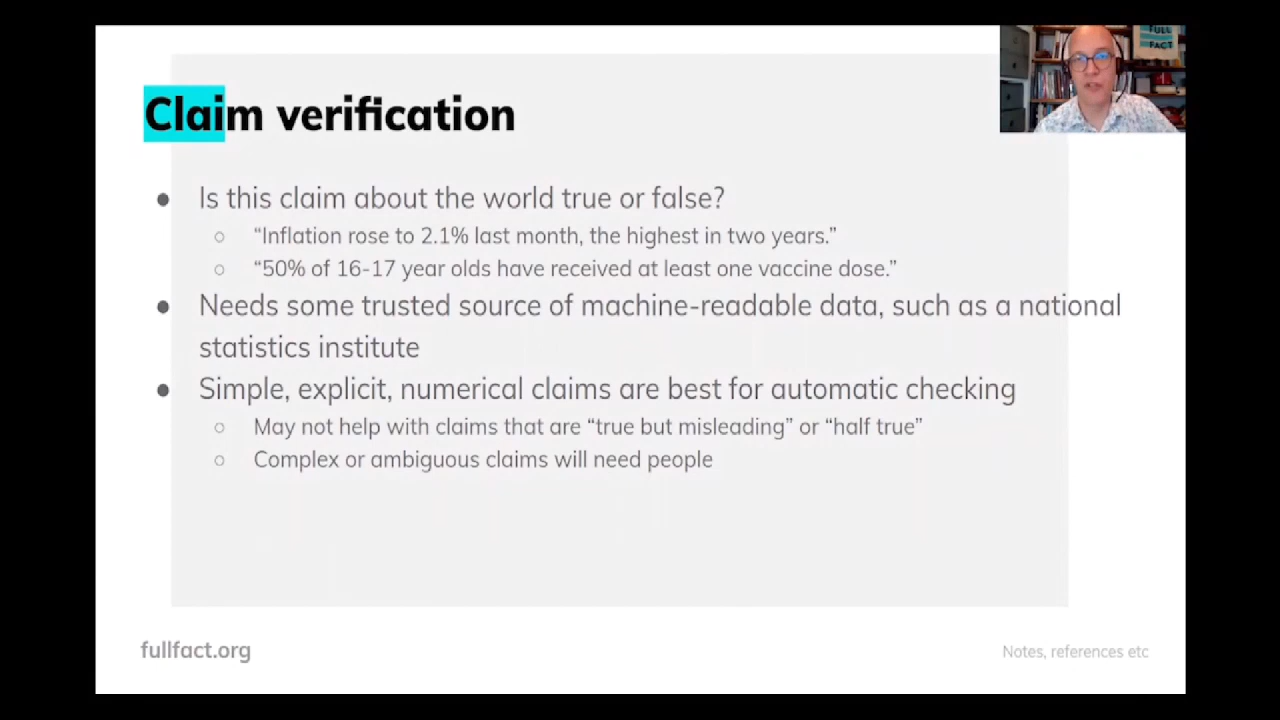 FULL
FACT
Claim verification
● Is this claim about the world true or false?
○ “Inflation rose to 2.1% last month, the highest in two years.”
○ “50% of 16-17 year olds have received at least one vaccine dose.”
● Needs some trusted source of machine-readable data, such as a national
statistics institute
● Simple, explicit, numerical claims are best for automatic checking
○ May not help with claims that are “true but misleading” or “half true”
○ Complex or ambiguous claims will need people
fullfact.org
Notes, references etc